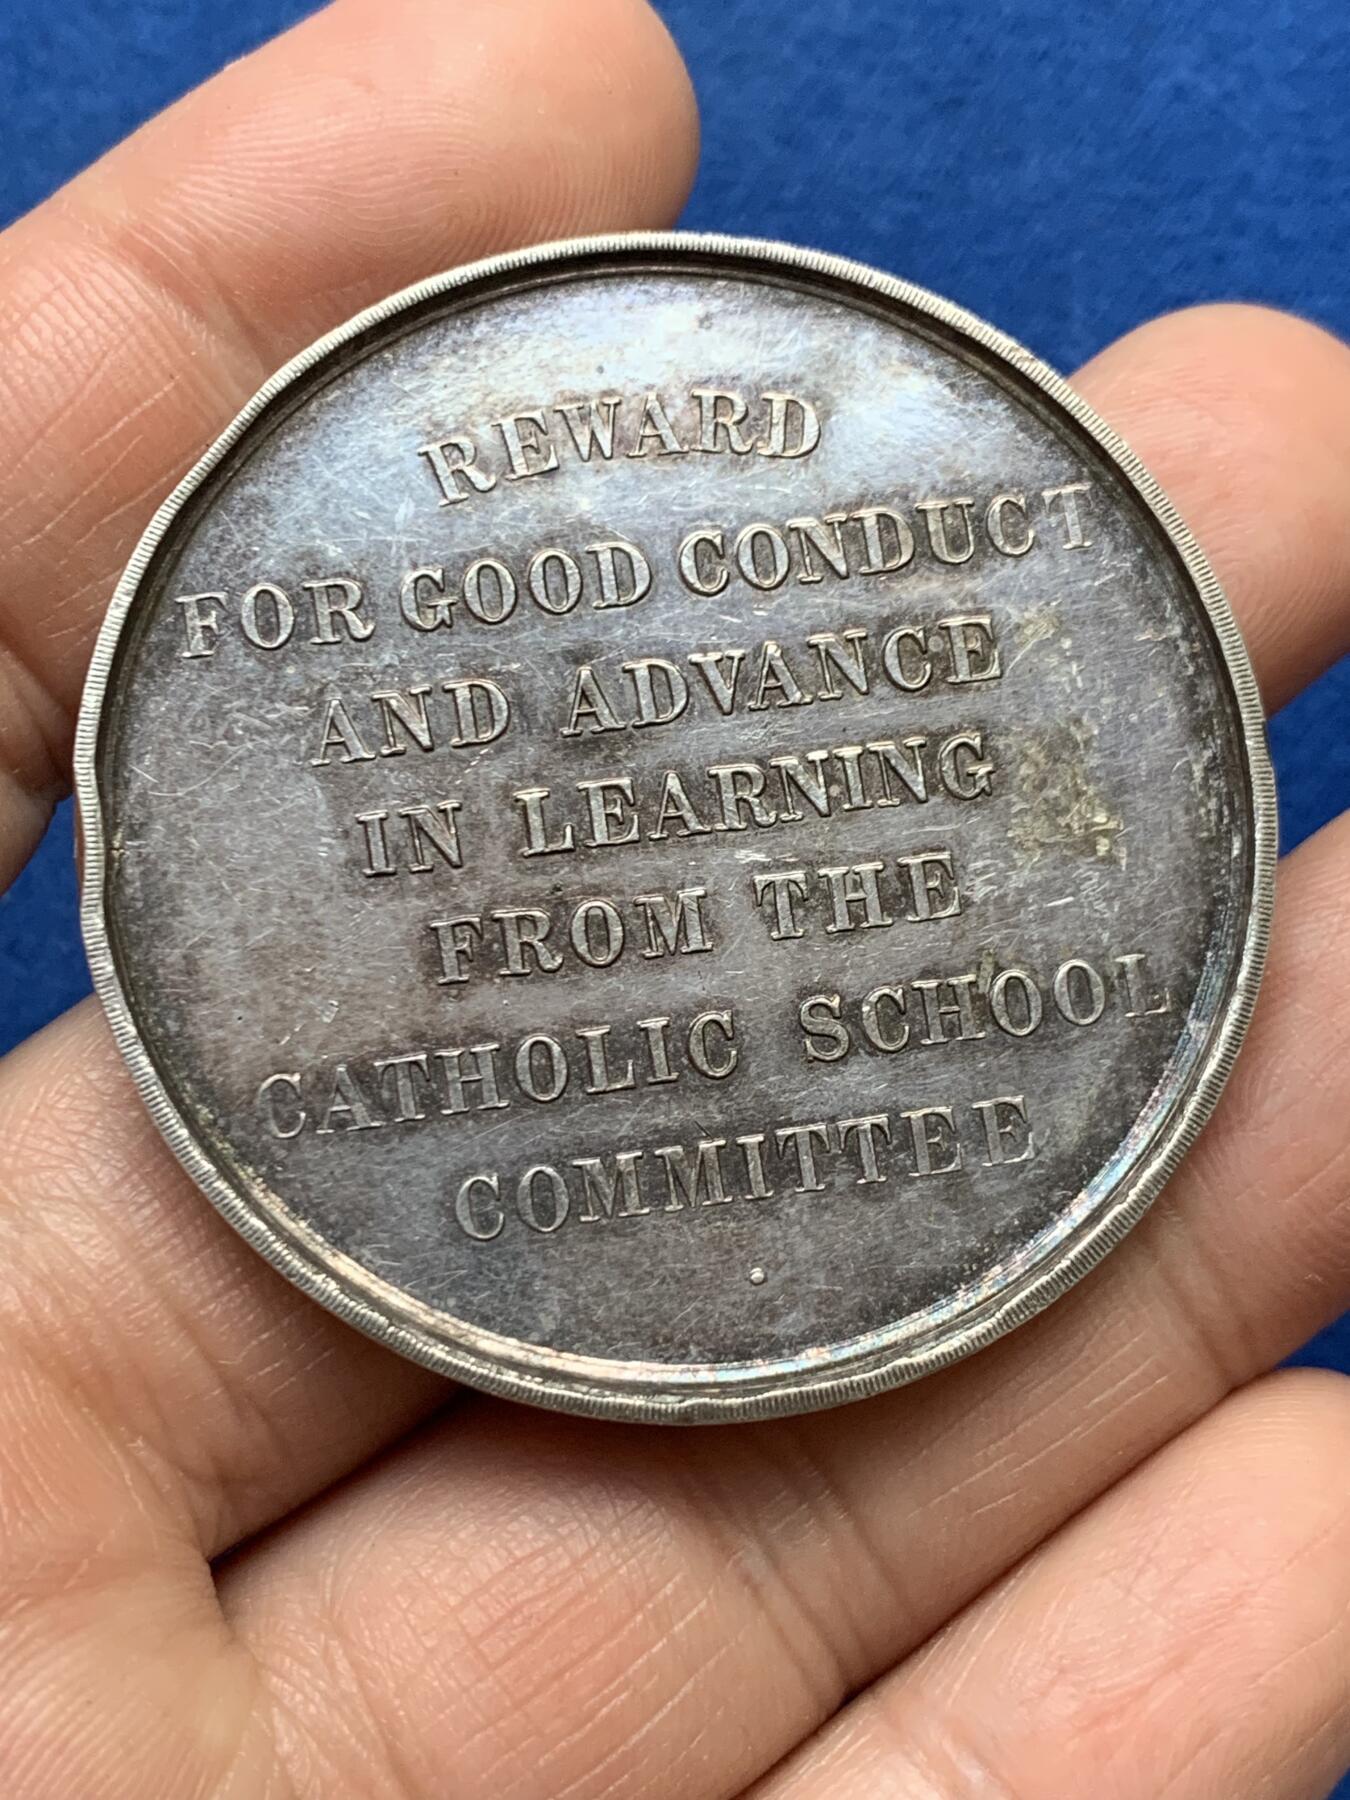 REWARD
FOR GOOD CONDUCT
AND ADVANCE
IN LEARNING
FROM THE
CATHOLIC SCHOOL
COMMITTEE